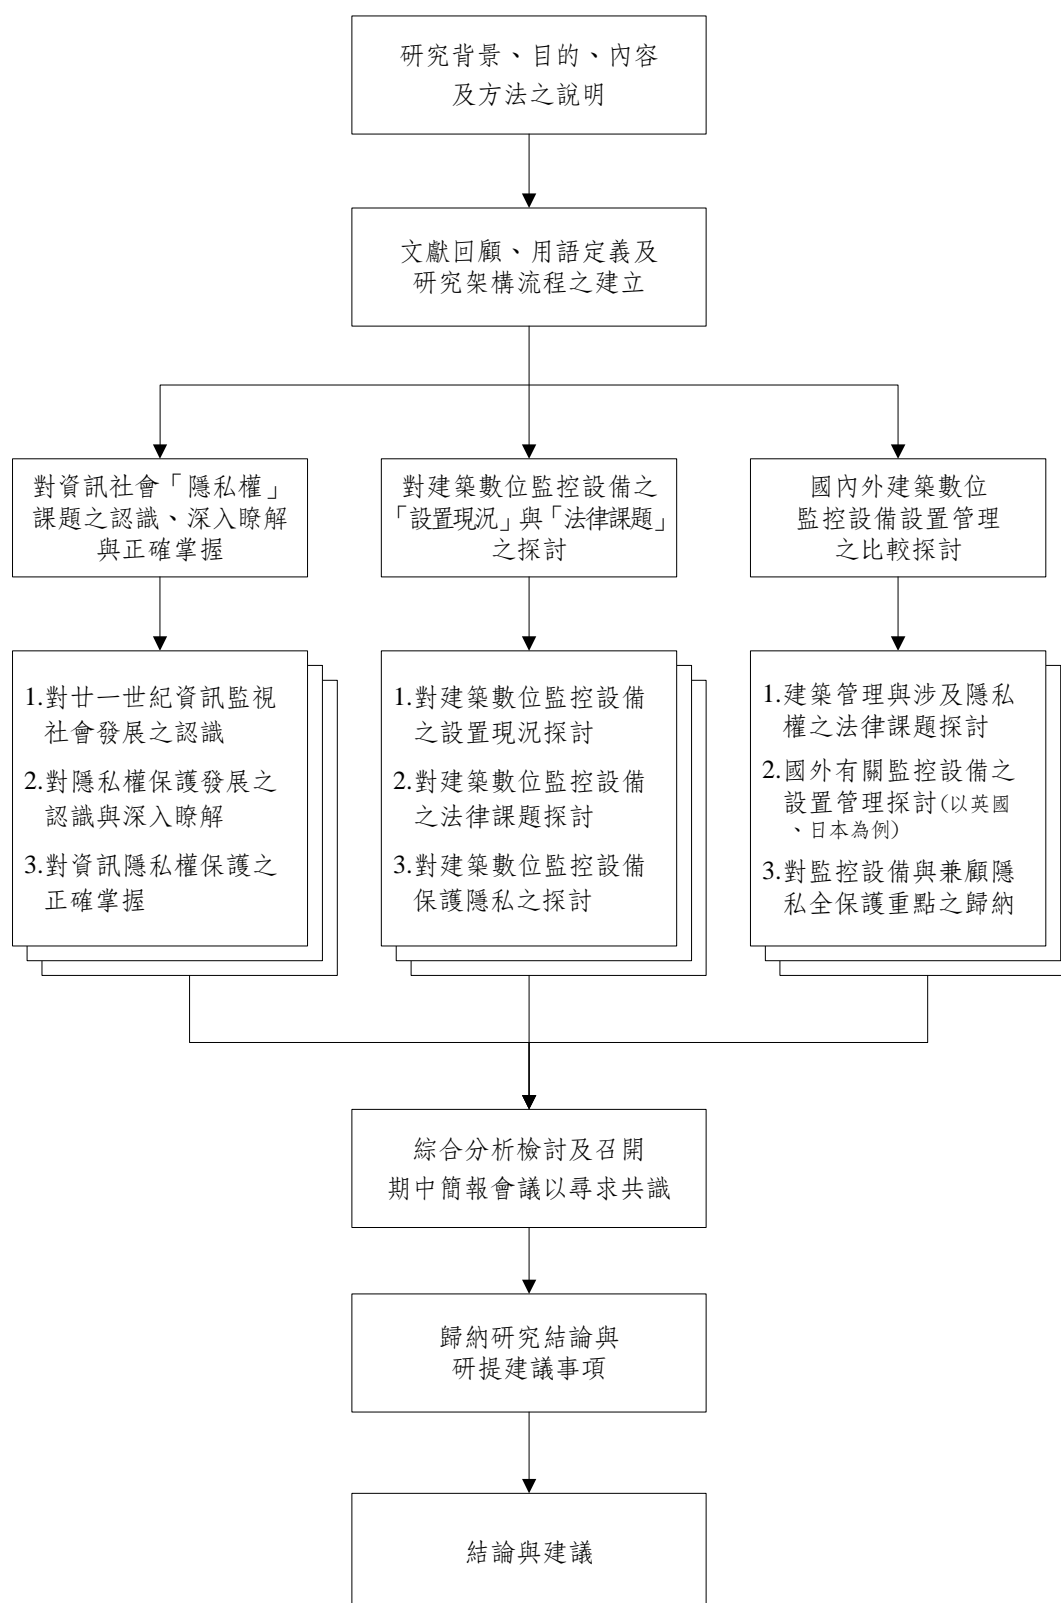 研究背景、目的、內容
及方法之說明
文獻回顧、用語定義及
研究架構流程之建立
對資訊社會「隱私權」
課題之認識、深入瞭解
與正確掌握
對建築數位監控設備之
「設置現況」與「法律課題」
之探討
國內外建築數位
監控設備設置管理
之比較探討
1.對廿一世紀資訊監視
社會發展之認識
2.對隱私權保護發展之
認識與深入瞭解
3.對資訊隱私權保護之
正確掌握
1.對建築數位監控設備
之設置現況探討
2.對建築數位監控設備
之法律課題探討
3.對建築數位監控設備
保護隱私之探討
1.建築管理與涉及隱私
權之法律課題探討
2.國外有關監控設備之
設置管理探討(以英國
、日本為例)
3.對監控設備與兼顧隱
私全保護重點之歸納
綜合分析檢討及召開
期中簡報會議以尋求共識
歸納研究結論與
研提建議事項
結論與建議